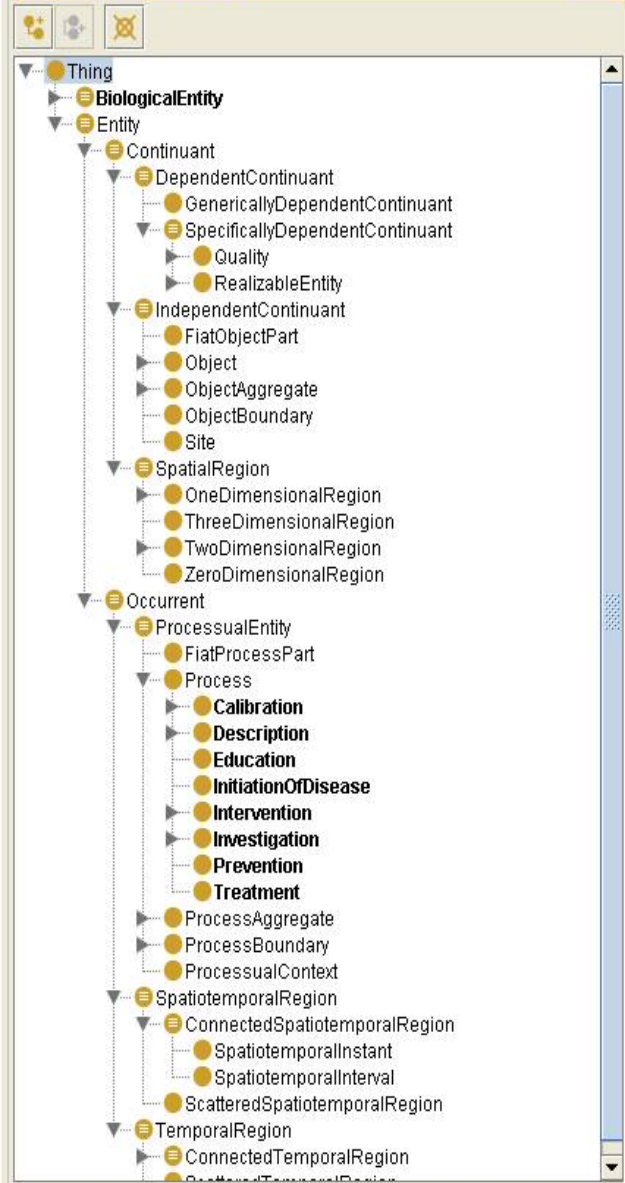 Thing
BiologicalEntity
Entity
Continuant
DependentContinuant
GenericallyDependentContinuant
SpecificallyDependentContinuant
Quality
RealizableEntity
IndependentContinuant
FiatObjectPart
Object
ObjectAggregate
ObjectBoundary
Site
SpatialRegion
OneDimensionalRegion
ThreeDimensionalRegion
TwoDimensionalRegion
ZeroDimensionalRegion
Occurrent
ProcessualEntity
FiatProcessPart
Process
Calibration
Description
Education
InitiationOfDisease
Intervention
Investigation
Prevention
Treatment
ProcessAggregate
ProcessBoundary
ProcessualContext
SpatiotemporalRegion
ConnectedSpatiotemporalRegion
SpatiotemporalInstant
SpatiotemporalInterval
ScatteredSpatiotemporalRegion
TemporalRegion
ConnectedTemporalRegion
ScatteredTemporalRegion